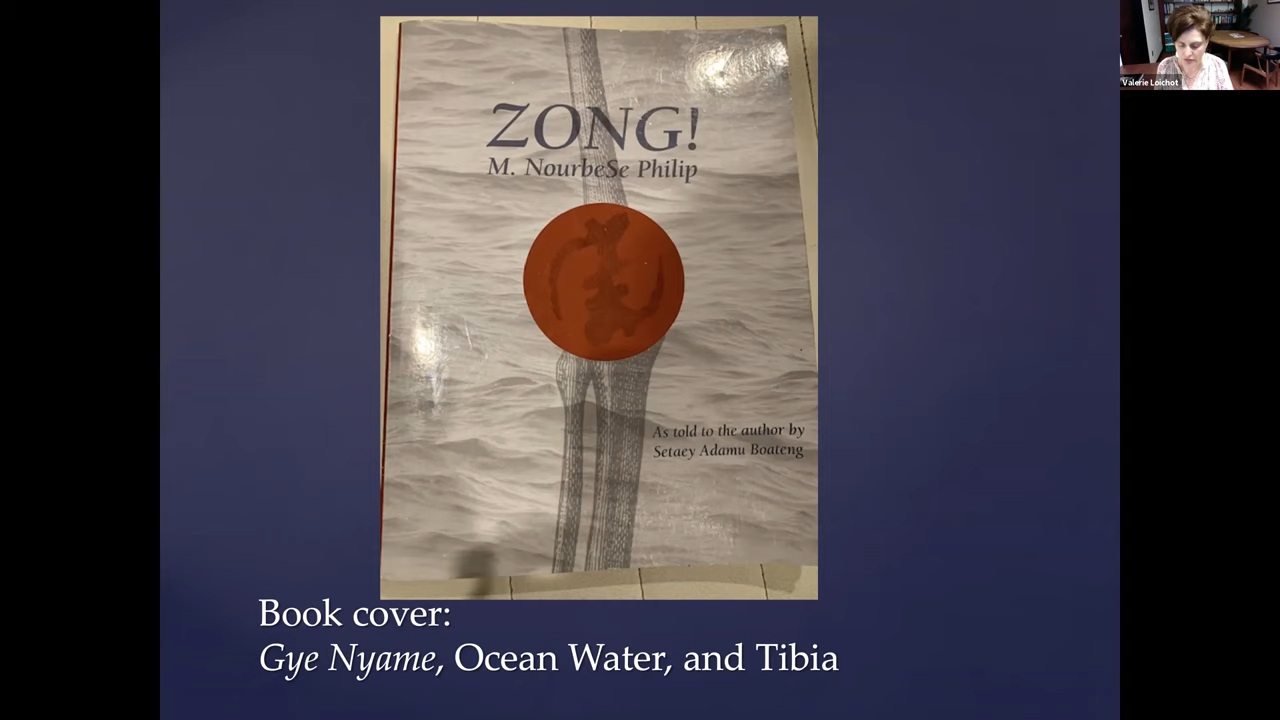 Valerie Loichot
ZONG!
M. NourbeSe Philip
As told to the author by
Setaey Adamu Boateng
Book cover:
Gye Nyame, Ocean Water, and Tibia